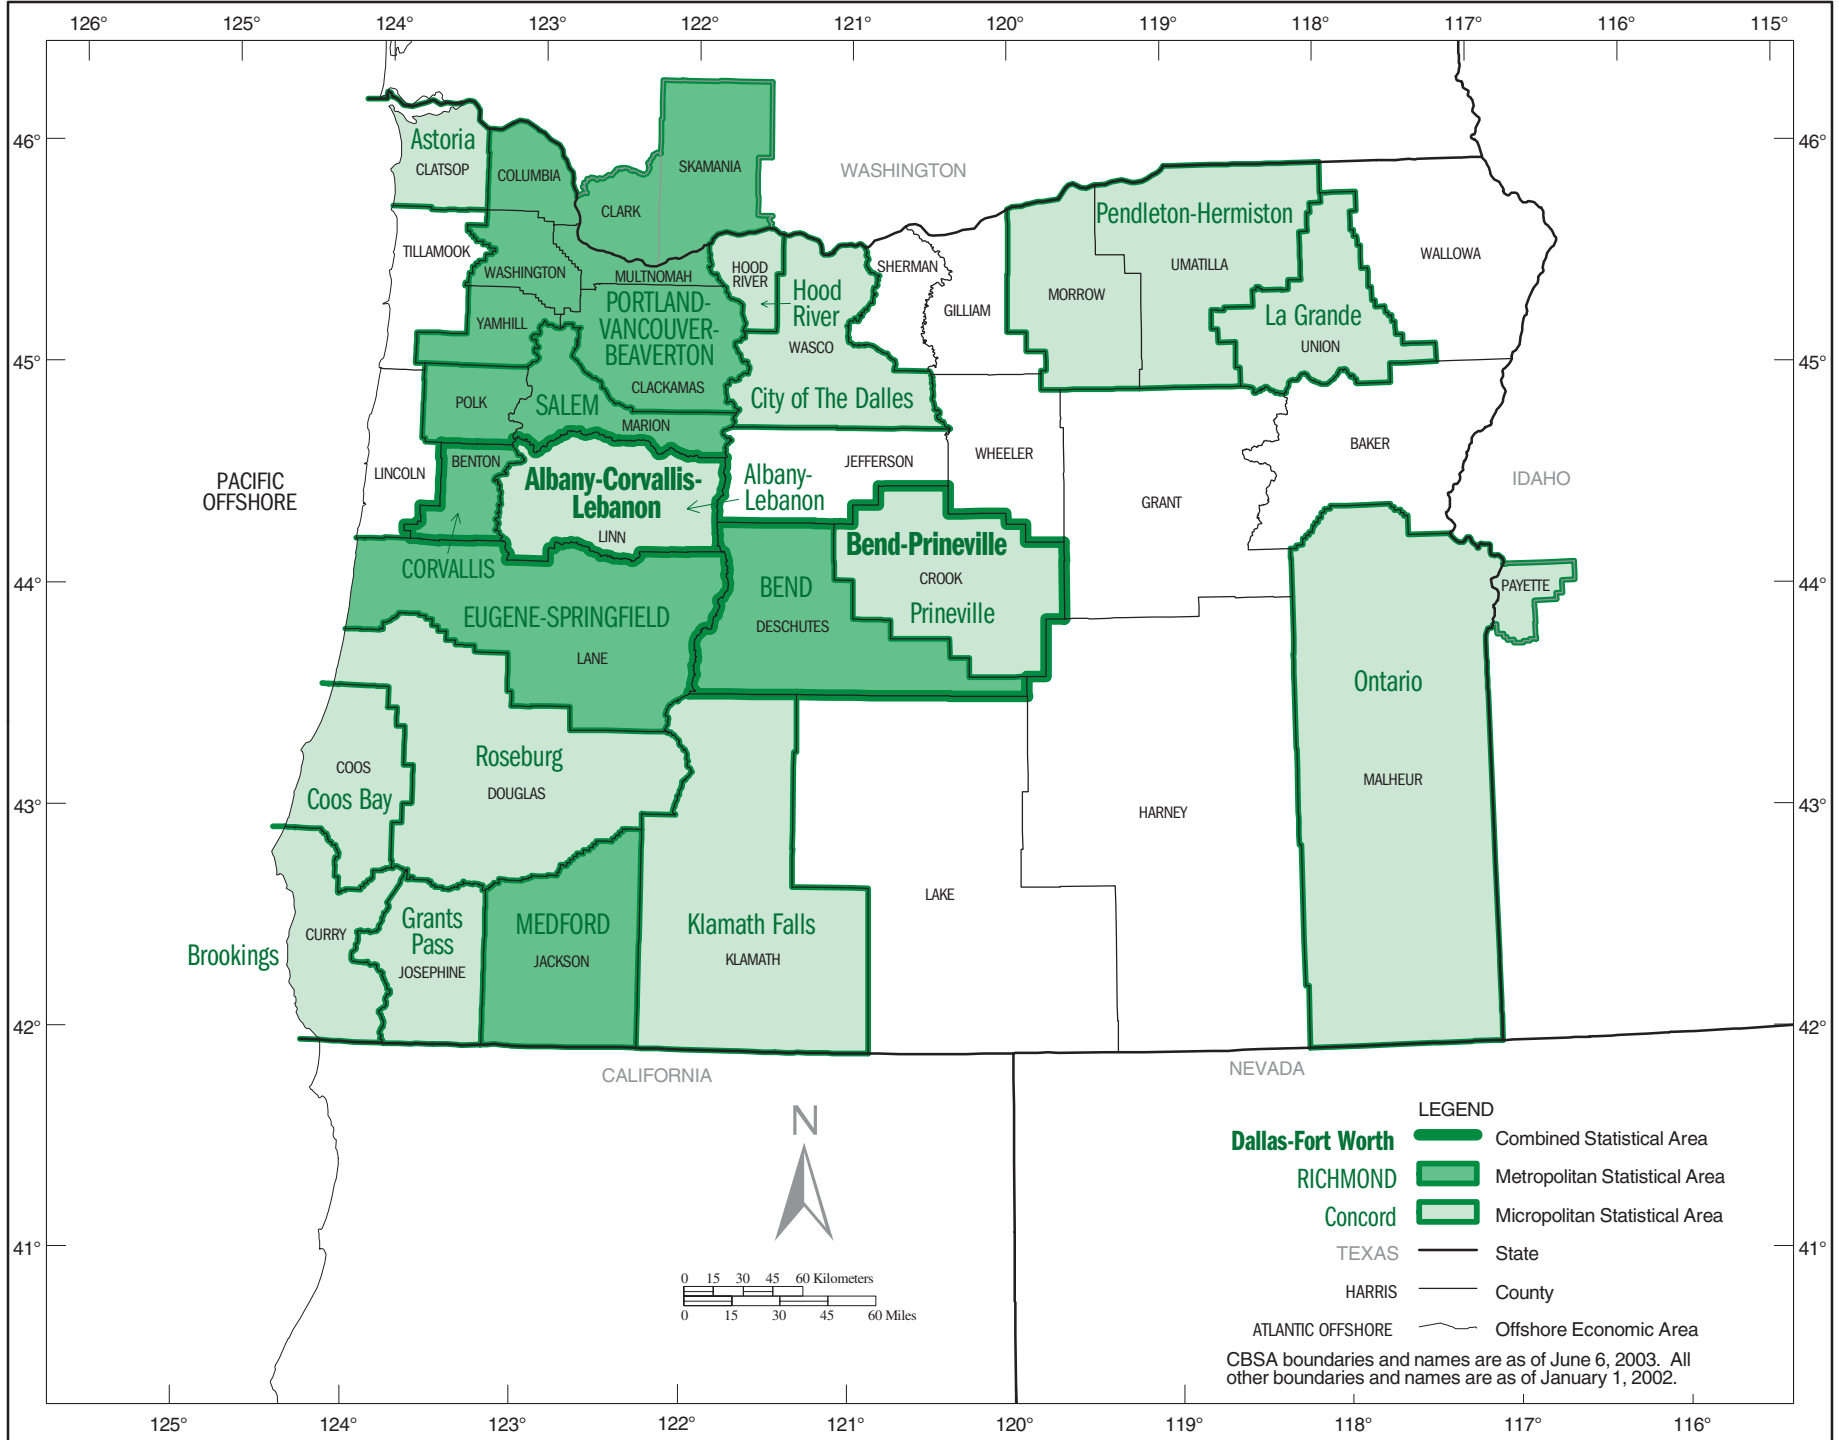 126° 125° 124° 123° 122° 121° 120° 119° 118° 117° 116° 115°
46° 46°
45° 45°
44° 44°
43° 43°
42° 42°
41° 41°
125° 124° 123° 122° 121° 120° 119° 118° 117° 116°
Astoria
CLATSOP
COLUMBIA
CLARK
SKAMANIA
WASHINGTON
TILLAMOOK
WASHINGTON
MULTNOMAH
PORTLAND-
VANCOUVER-
BEAVERTON
YAMHILL
CLACKAMAS
HOOD
RIVER
Hood
River
WASCO
City of The Dalles
SHERMAN
GILLIAM
MORROW
Pendleton-Hermiston
UMATILLA
La Grande
UNION
WALLOWA
POLK
SALEM
MARION
LINCOLN
BENTON
Albany-Corvallis-
Lebanon
LINN
Albany-
Lebanon
JEFFERSON
WHEELER
GRANT
BAKER
IDAHO
PACIFIC
OFFSHORE
CORVALLIS
EUGENE-SPRINGFIELD
LANE
BEND
DESCHUTES
Bend-Prineville
CROOK
Prineville
PAYETTE
Ontario
MALHEUR
HARNEY
LAKE
Roseburg
DOUGLAS
COOS
Coos Bay
CURRY
Brookings
Grants
Pass
JOSEPHINE
MEDFORD
JACKSON
Klamath Falls
KLAMATH
CALIFORNIA
NEVADA
N
0 15 30 45 60 Kilometers
0 15 30 45 60 Miles
LEGEND
Dallas-Fort Worth Combined Statistical Area
RICHMOND Metropolitan Statistical Area
Concord Micropolitan Statistical Area
TEXAS State
HARRIS County
ATLANTIC OFFSHORE Offshore Economic Area
CBSA boundaries and names are as of June 6, 2003. All
other boundaries and names are as of January 1, 2002.